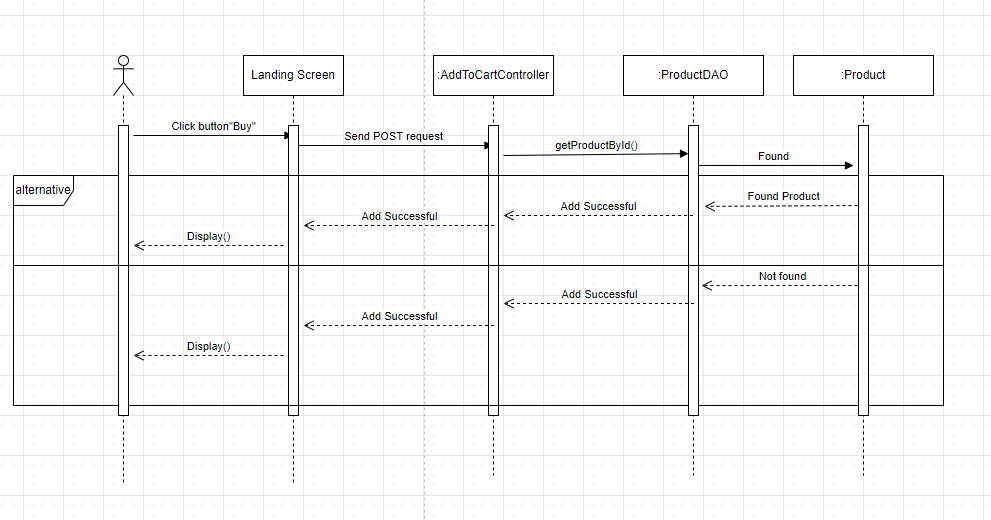 Landing Screen
:AddToCartController
:ProductDAO
:Product
Click button"Buy"
Send POST request
getProductById()
Found
alternative
Found Product
Add Successful
Add Successful
Display()
Not found
Add Successful
Add Successful
Display()